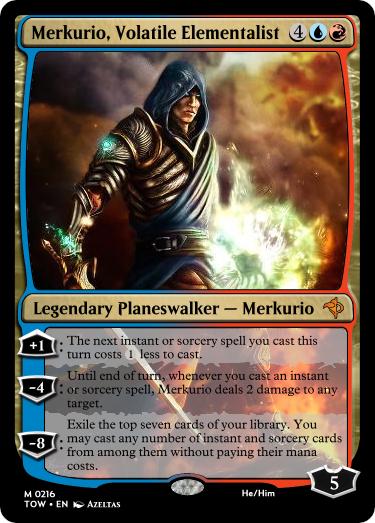 Merkurio, Volatile Elementalist 4
Legendary Planeswalker — Merkurio
+1 : The next instant or sorcery spell you cast this
turn costs 1 less to cast.
-4 : Until end of turn, whenever you cast an instant
or sorcery spell, Merkurio deals 2 damage to any
target.
-8 : Exile the top seven cards of your library. You
may cast any number of instant and sorcery cards
from among them without paying their mana
costs.
5
M 0216
TOW • EN AZELTAS
He/Him